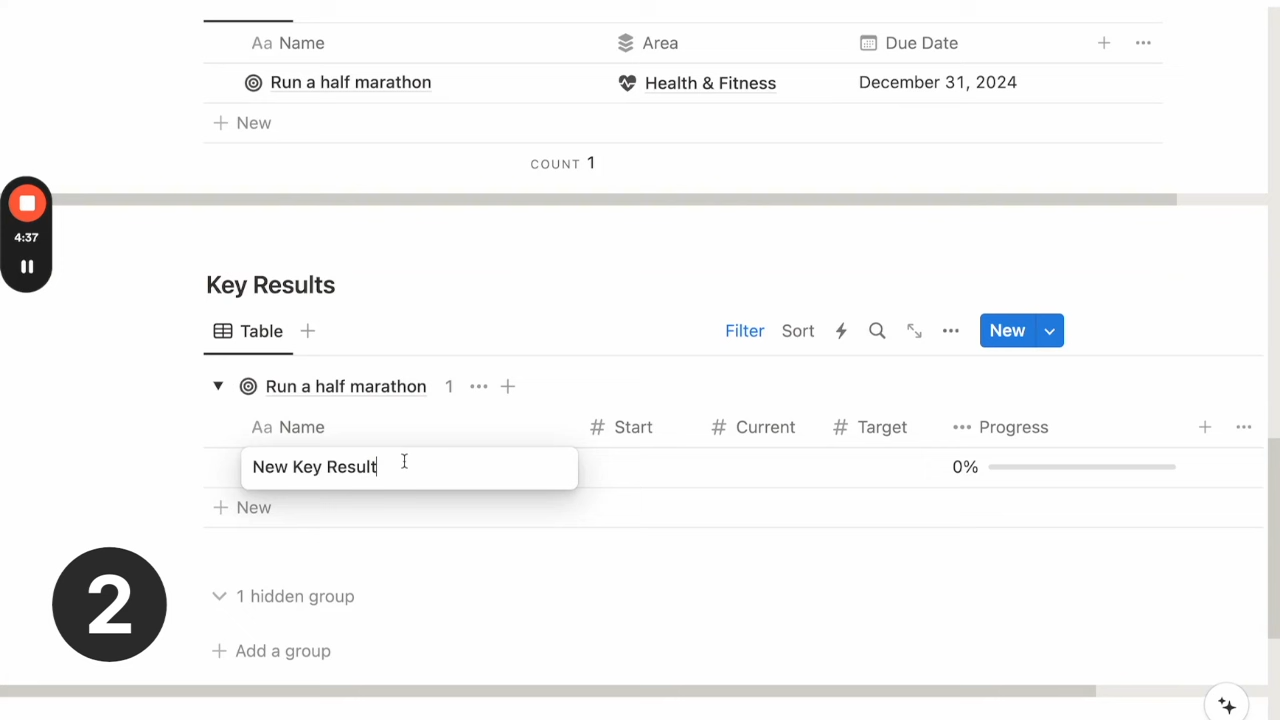 Aa Name Area Due Date
Run a half marathon Health & Fitness December 31, 2024
New
COUNT 1
4:37
Key Results
Table Filter Sort New
Run a half marathon 1
Aa Name # Start # Current # Target Progress
New Key Result 0%
New
2
1 hidden group
Add a group